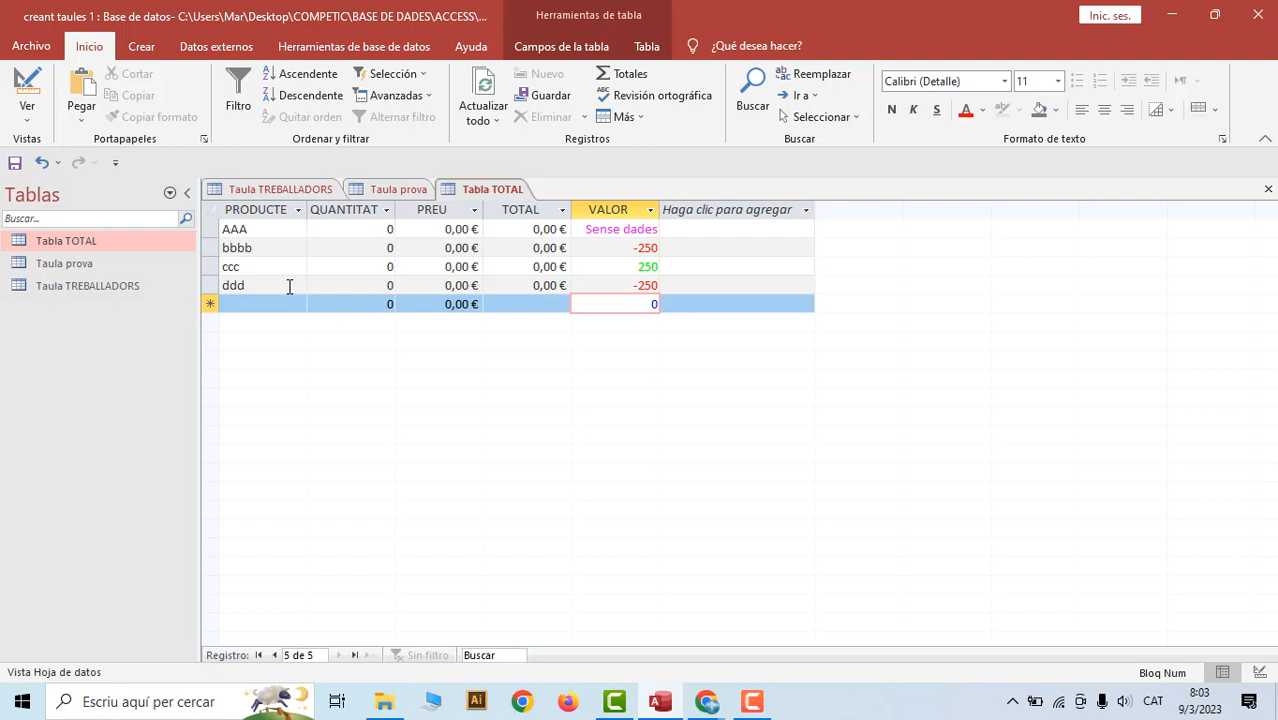 creant taules 1 : Base de datos- C:\Users\Mar\Desktop\COMPETIC\BASE DE DADES\ACCESS\...
Herramientas de tabla
Inic. ses.
Archivo Inicio Crear Datos externos Herramientas de base de datos Ayuda Campos de la tabla Tabla ¿Qué desea hacer?
Ver
Vistas
Pegar
Cortar
Copiar
Copiar formato
Portapapeles
Filtro
Ascendente
Descendente
Quitar orden
Selección
Avanzadas
Alternar filtro
Ordenar y filtrar
Actualizar
todo
Nuevo
Guardar
Eliminar
Totales
Revisión ortográfica
Más
Registros
Buscar
Reemplazar
Ir a
Seleccionar
Buscar
Calibri (Detalle) 11
N K S A
Formato de texto
Tablas
Buscar...
Tabla TOTAL
Taula prova
Taula TREBALLADORS
Taula TREBALLADORS Taula prova Tabla TOTAL
PRODUCTE QUANTITAT PREU TOTAL VALOR Haga clic para agregar
AAA 0 0,00 € 0,00 € Sense dades
bbbb 0 0,00 € 0,00 € -250
ccc 0 0,00 € 0,00 € 250
ddd 0 0,00 € 0,00 € -250
0 0,00 € 0
Registro: 5 de 5 Sin filtro Buscar
Vista Hoja de datos
Bloq Num
Escriu aquí per cercar
Ai
CAT
8:03
9/3/2023